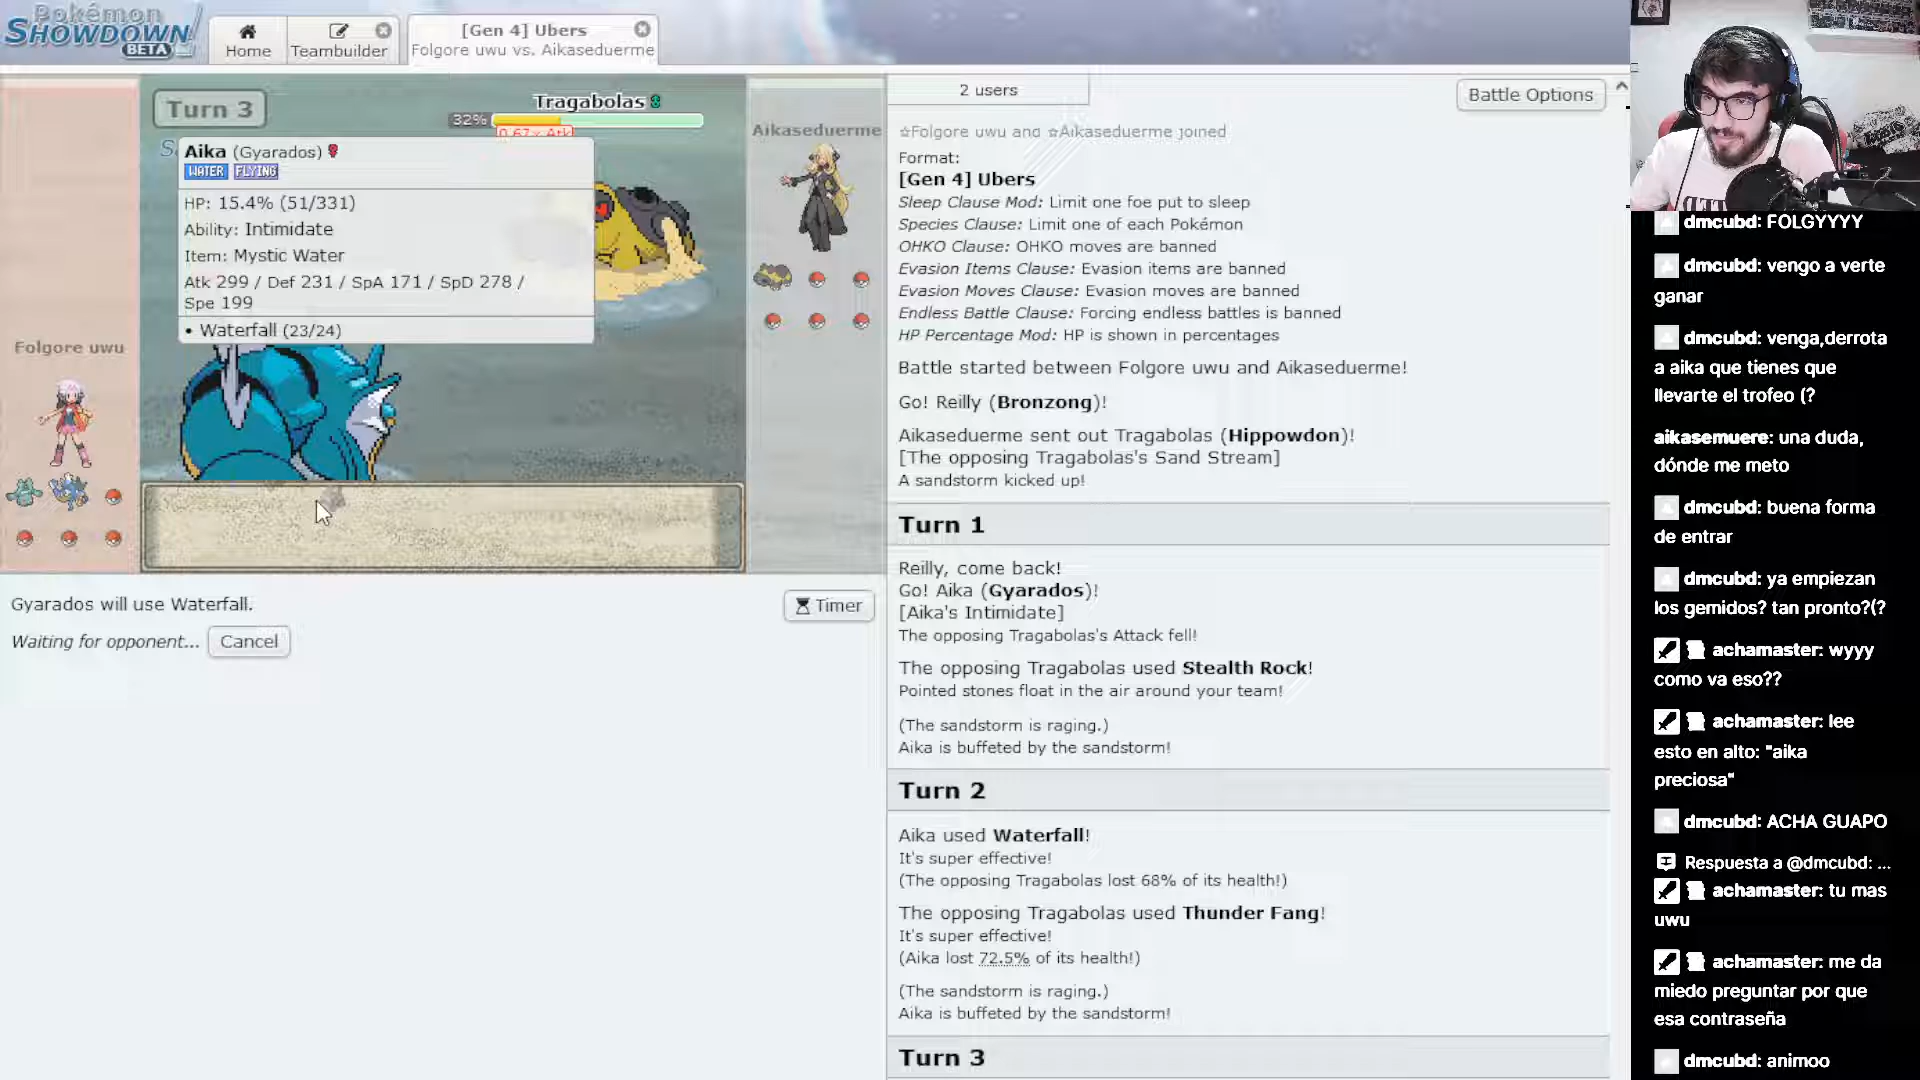 Pokémon
SHOWDOWN
BETA
Home
Teambuilder
[Gen 4] Ubers
Folgore uwu vs. Aikaseduerme
Turn 3
Tragabolas
32%
0.67× Atk
Aika (Gyarados)
WATER FLYING
HP: 15.4% (51/331)
Ability: Intimidate
Item: Mystic Water
Atk 299 / Def 231 / SpA 171 / SpD 278 /
Spe 199
• Waterfall (23/24)
Folgore uwu
Aikaseduerme
Gyarados will use Waterfall.
Timer
Waiting for opponent...
Cancel
2 users
Battle Options
☆Folgore uwu and ☆Aikaseduerme joined
Format:
[Gen 4] Ubers
Sleep Clause Mod: Limit one foe put to sleep
Species Clause: Limit one of each Pokémon
OHKO Clause: OHKO moves are banned
Evasion Items Clause: Evasion items are banned
Evasion Moves Clause: Evasion moves are banned
Endless Battle Clause: Forcing endless battles is banned
HP Percentage Mod: HP is shown in percentages
Battle started between Folgore uwu and Aikaseduerme!
Go! Reilly (Bronzong)!
Aikaseduerme sent out Tragabolas (Hippowdon)!
[The opposing Tragabolas's Sand Stream]
A sandstorm kicked up!
Turn 1
Reilly, come back!
Go! Aika (Gyarados)!
[Aika's Intimidate]
The opposing Tragabolas's Attack fell!
The opposing Tragabolas used Stealth Rock!
Pointed stones float in the air around your team!
(The sandstorm is raging.)
Aika is buffeted by the sandstorm!
Turn 2
Aika used Waterfall!
It's super effective!
(The opposing Tragabolas lost 68% of its health!)
The opposing Tragabolas used Thunder Fang!
It's super effective!
(Aika lost 72.5% of its health!)
(The sandstorm is raging.)
Aika is buffeted by the sandstorm!
Turn 3
dmcubd: FOLGYYYY
dmcubd: vengo a verte
ganar
dmcubd: venga,derrota
a aika que tienes que
llevarte el trofeo (?
aikasemuere: una duda,
dónde me meto
dmcubd: buena forma
de entrar
dmcubd: ya empiezan
los gemidos? tan pronto?(?
achamaster: wyyy
como va eso??
achamaster: lee
esto en alto: "aika
preciosa"
dmcubd: ACHA GUAPO
Respuesta a @dmcubd: ...
achamaster: tu mas
uwu
achamaster: me da
miedo preguntar por que
esa contraseña
dmcubd: animoo